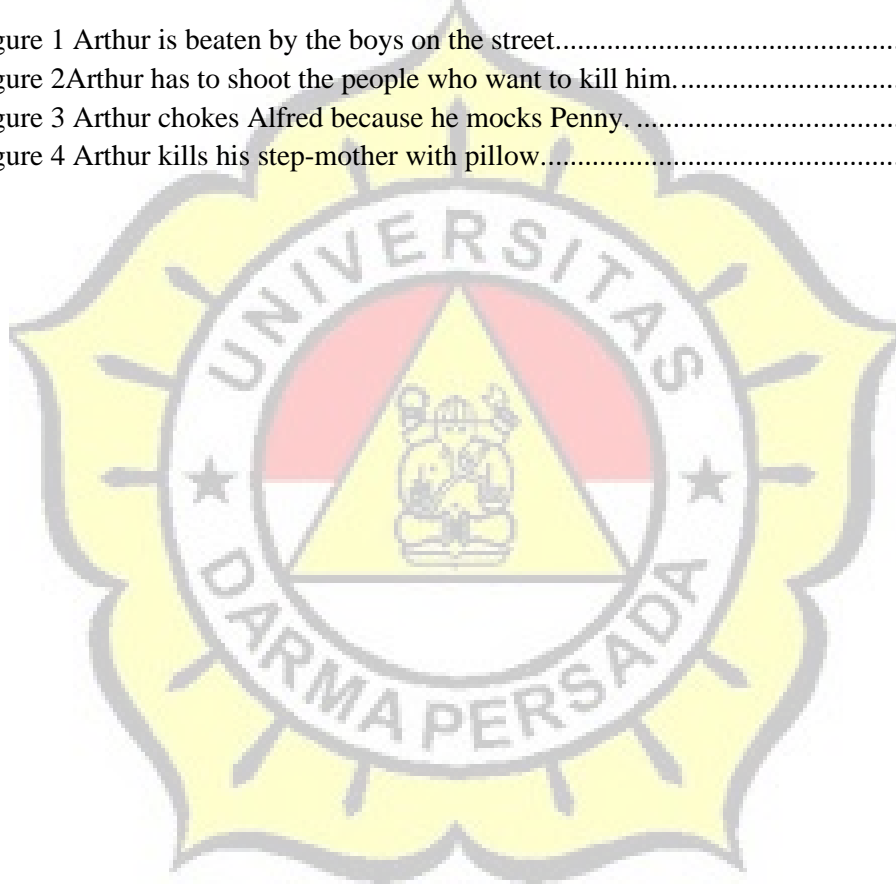 gure 1 Arthur is beaten by the boys on the street...............................................
gure 2Arthur has to shoot the people who want to kill him..............................
gure 3 Arthur chokes Alfred because he mocks Penny. ...................................
gure 4 Arthur kills his step-mother with pillow.................................................
UNIVERSITAS
DARMA PERSADA